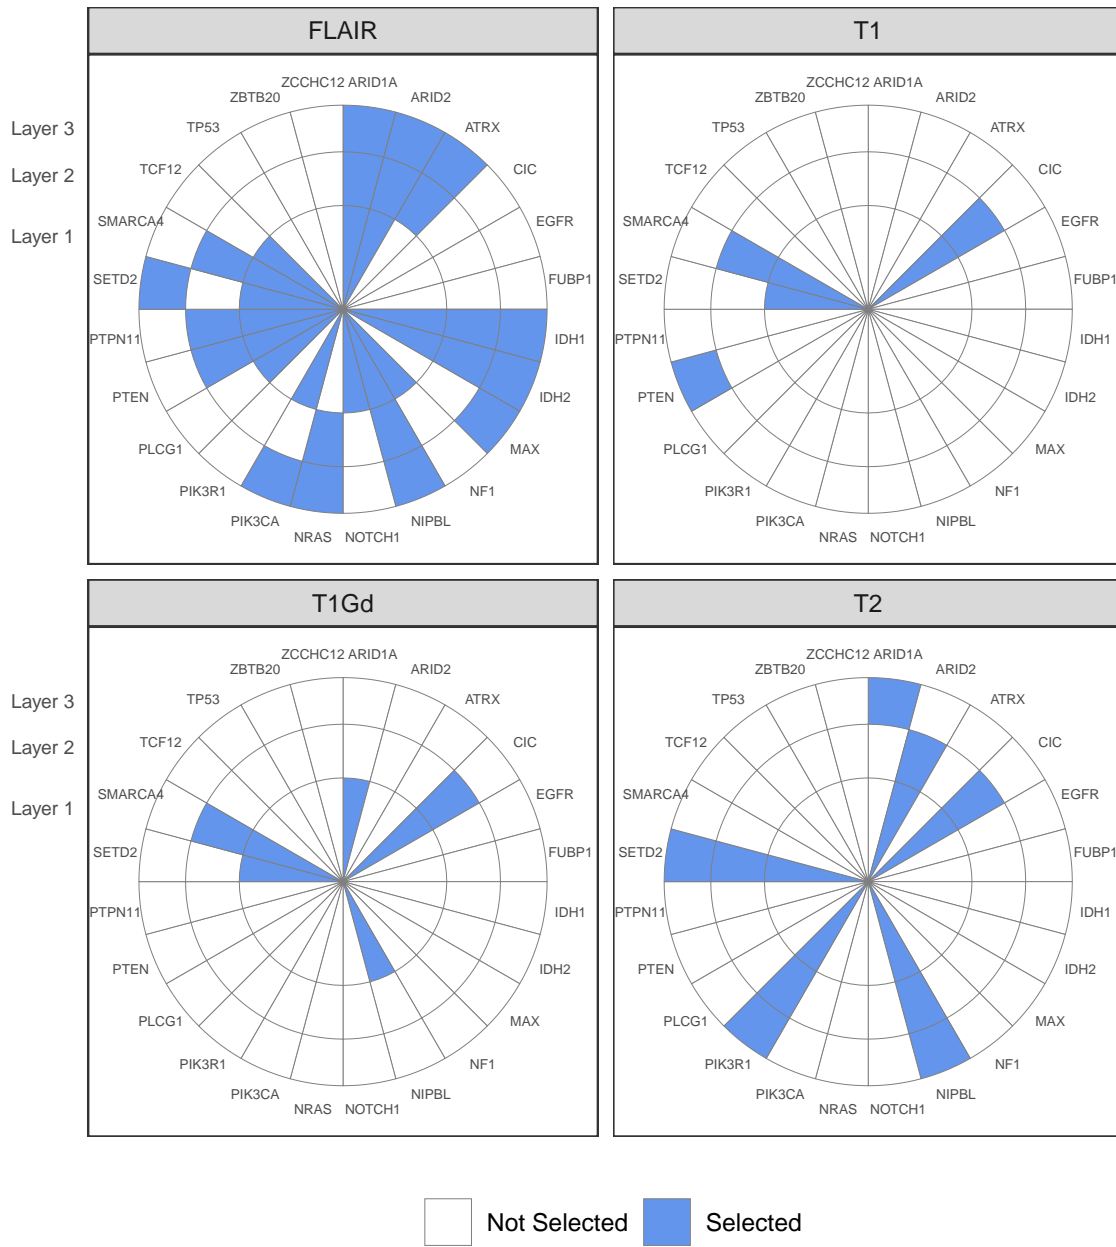 FLAIR
T1
ZCCHC12 ARID1A
ZBTB20
ARID2
TP53
ATRX
TCF12
CIC
SMARCA4
EGFR
SETD2
FUBP1
PTPN11
IDH1
PTEN
IDH2
PLCG1
MAX
PIK3R1
NF1
PIK3CA
NIPBL
NRAS NOTCH1
Layer 3
Layer 2
Layer 1
ZCCHC12 ARID1A
ZBTB20
ARID2
TP53
ATRX
TCF12
CIC
SMARCA4
EGFR
SETD2
FUBP1
PTPN11
IDH1
PTEN
IDH2
PLCG1
MAX
PIK3R1
NF1
PIK3CA
NIPBL
NRAS NOTCH1
T1Gd
T2
ZCCHC12 ARID1A
ZBTB20
ARID2
TP53
ATRX
TCF12
CIC
SMARCA4
EGFR
SETD2
FUBP1
PTPN11
IDH1
PTEN
IDH2
PLCG1
MAX
PIK3R1
NF1
PIK3CA
NIPBL
NRAS NOTCH1
Layer 3
Layer 2
Layer 1
ZCCHC12 ARID1A
ZBTB20
ARID2
TP53
ATRX
TCF12
CIC
SMARCA4
EGFR
SETD2
FUBP1
PTPN11
IDH1
PTEN
IDH2
PLCG1
MAX
PIK3R1
NF1
PIK3CA
NIPBL
NRAS NOTCH1
Not Selected
Selected